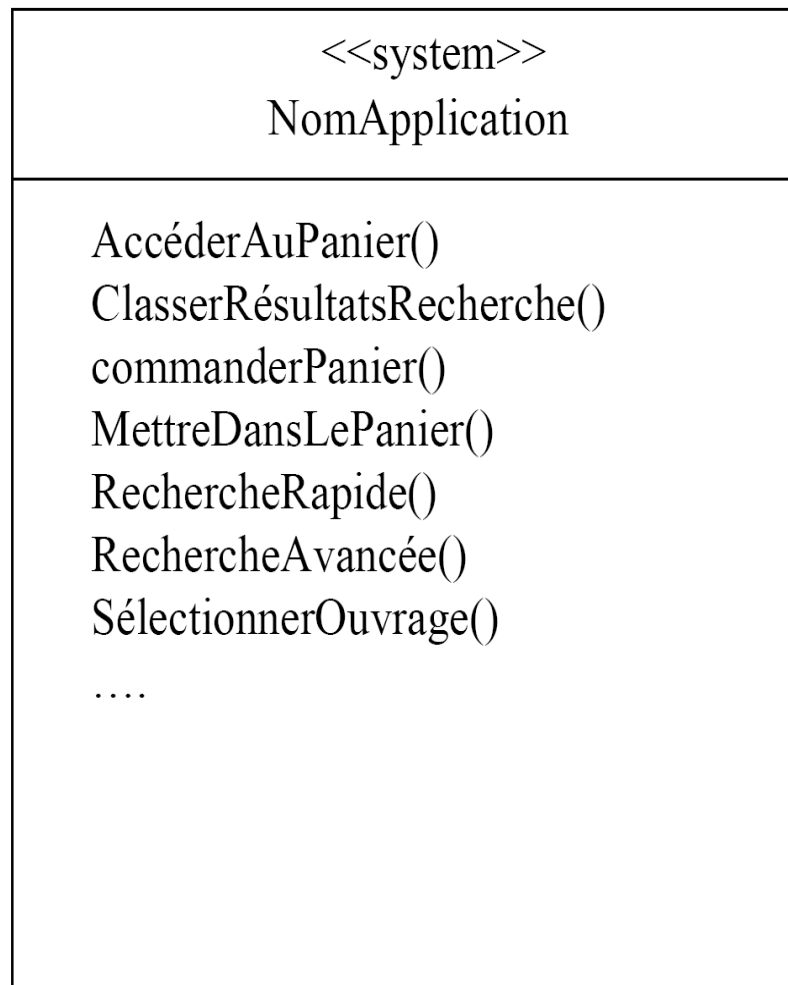 <<system>>
NomApplication
AccéderAuPanier()
ClasserRésultatsRecherche()
commanderPanier()
MettreDansLePanier()
RechercheRapide()
RechercheAvancée()
SélectionnerOuvrage()
....